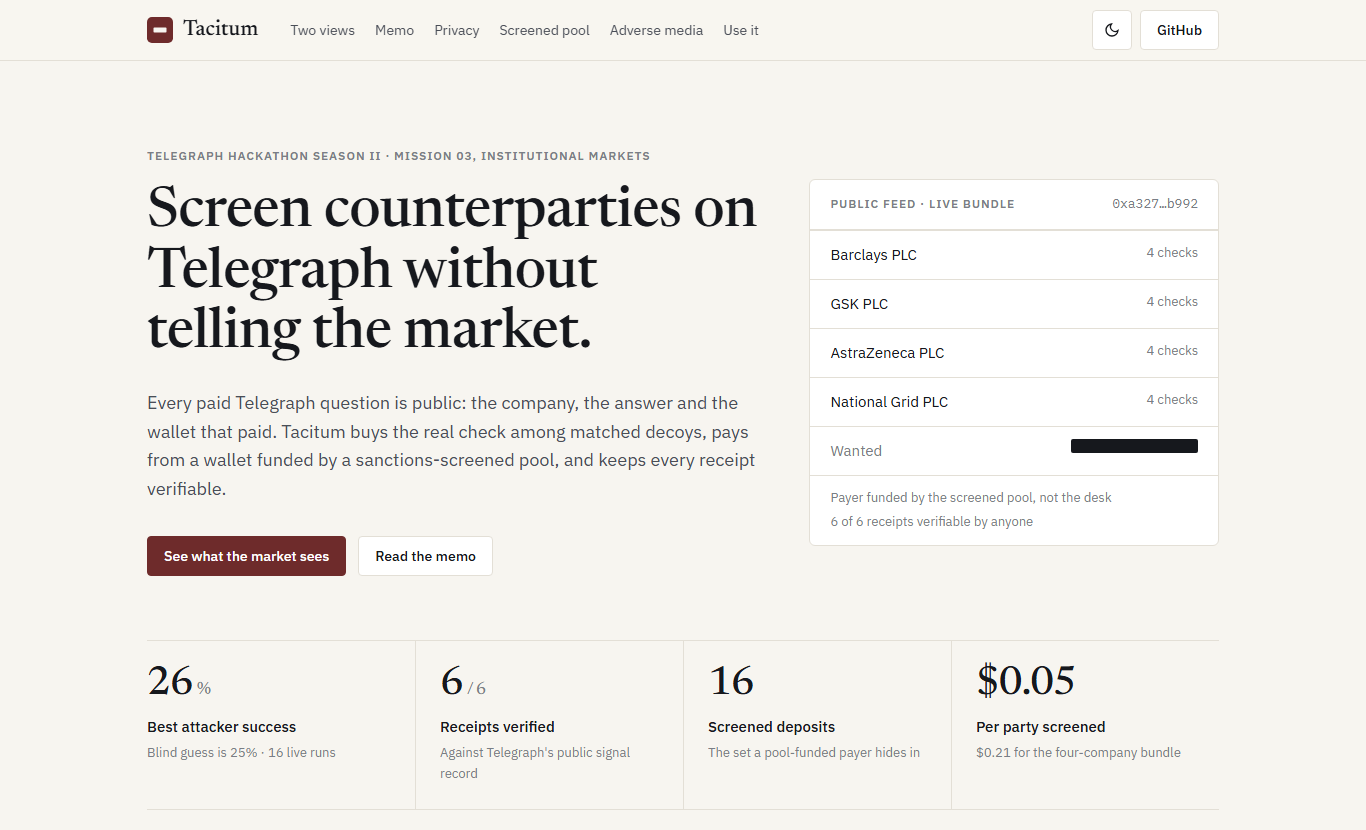 Tacitum
Two views
Memo
Privacy
Screened pool
Adverse media
Use it
GitHub
TELEGRAPH HACKATHON SEASON II · MISSION 03, INSTITUTIONAL MARKETS
Screen counterparties on
Telegraph without
telling the market.
Every paid Telegraph question is public: the company, the answer and the
wallet that paid. Tacitum buys the real check among matched decoys, pays
from a wallet funded by a sanctions-screened pool, and keeps every receipt
verifiable.
See what the market sees
Read the memo
PUBLIC FEED · LIVE BUNDLE
0xa327…b992
Barclays PLC
4 checks
GSK PLC
4 checks
AstraZeneca PLC
4 checks
National Grid PLC
4 checks
Wanted
Payer funded by the screened pool, not the desk
6 of 6 receipts verifiable by anyone
26 %
Best attacker success
Blind guess is 25% · 16 live runs
6 / 6
Receipts verified
Against Telegraph's public signal
record
16
Screened deposits
The set a pool-funded payer hides in
$0.05
Per party screened
$0.21 for the four-company bundle